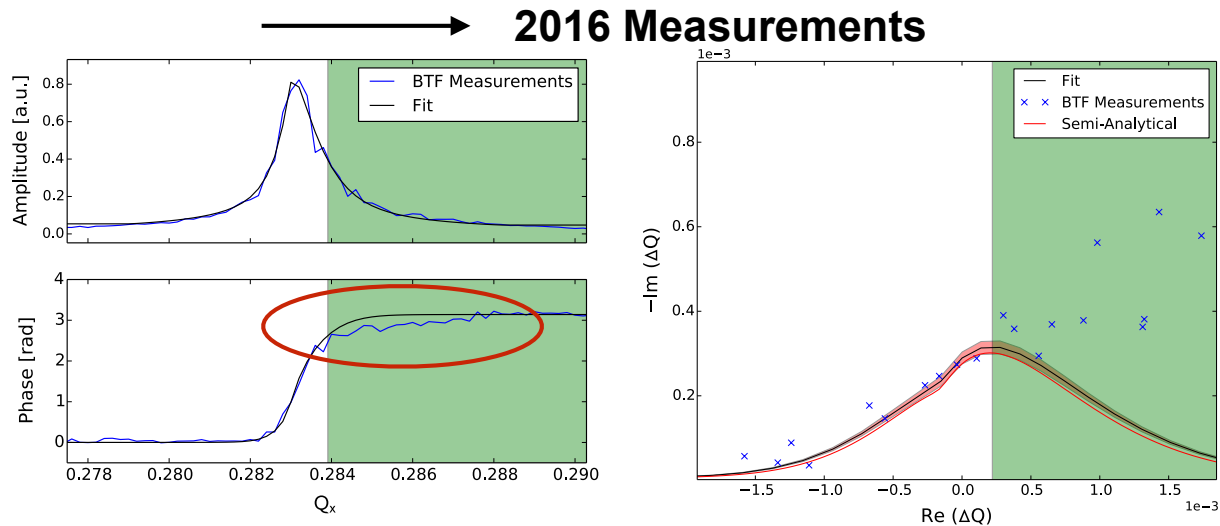 2016 Measurements
Amplitude [a.u.]
0.8
0.6
0.4
0.2
0.0
BTF Measurements
Fit
Phase [rad]
4
3
2
1
0
0.278 0.280 0.282 0.284 0.286 0.288 0.290
Qx
1e-3
−Im (ΔQ)
0.8
0.6
0.4
0.2
Fit
BTF Measurements
Semi-Analytical
−1.5 −1.0 −0.5 0.0 0.5 1.0 1.5
1e-3
Re (ΔQ)